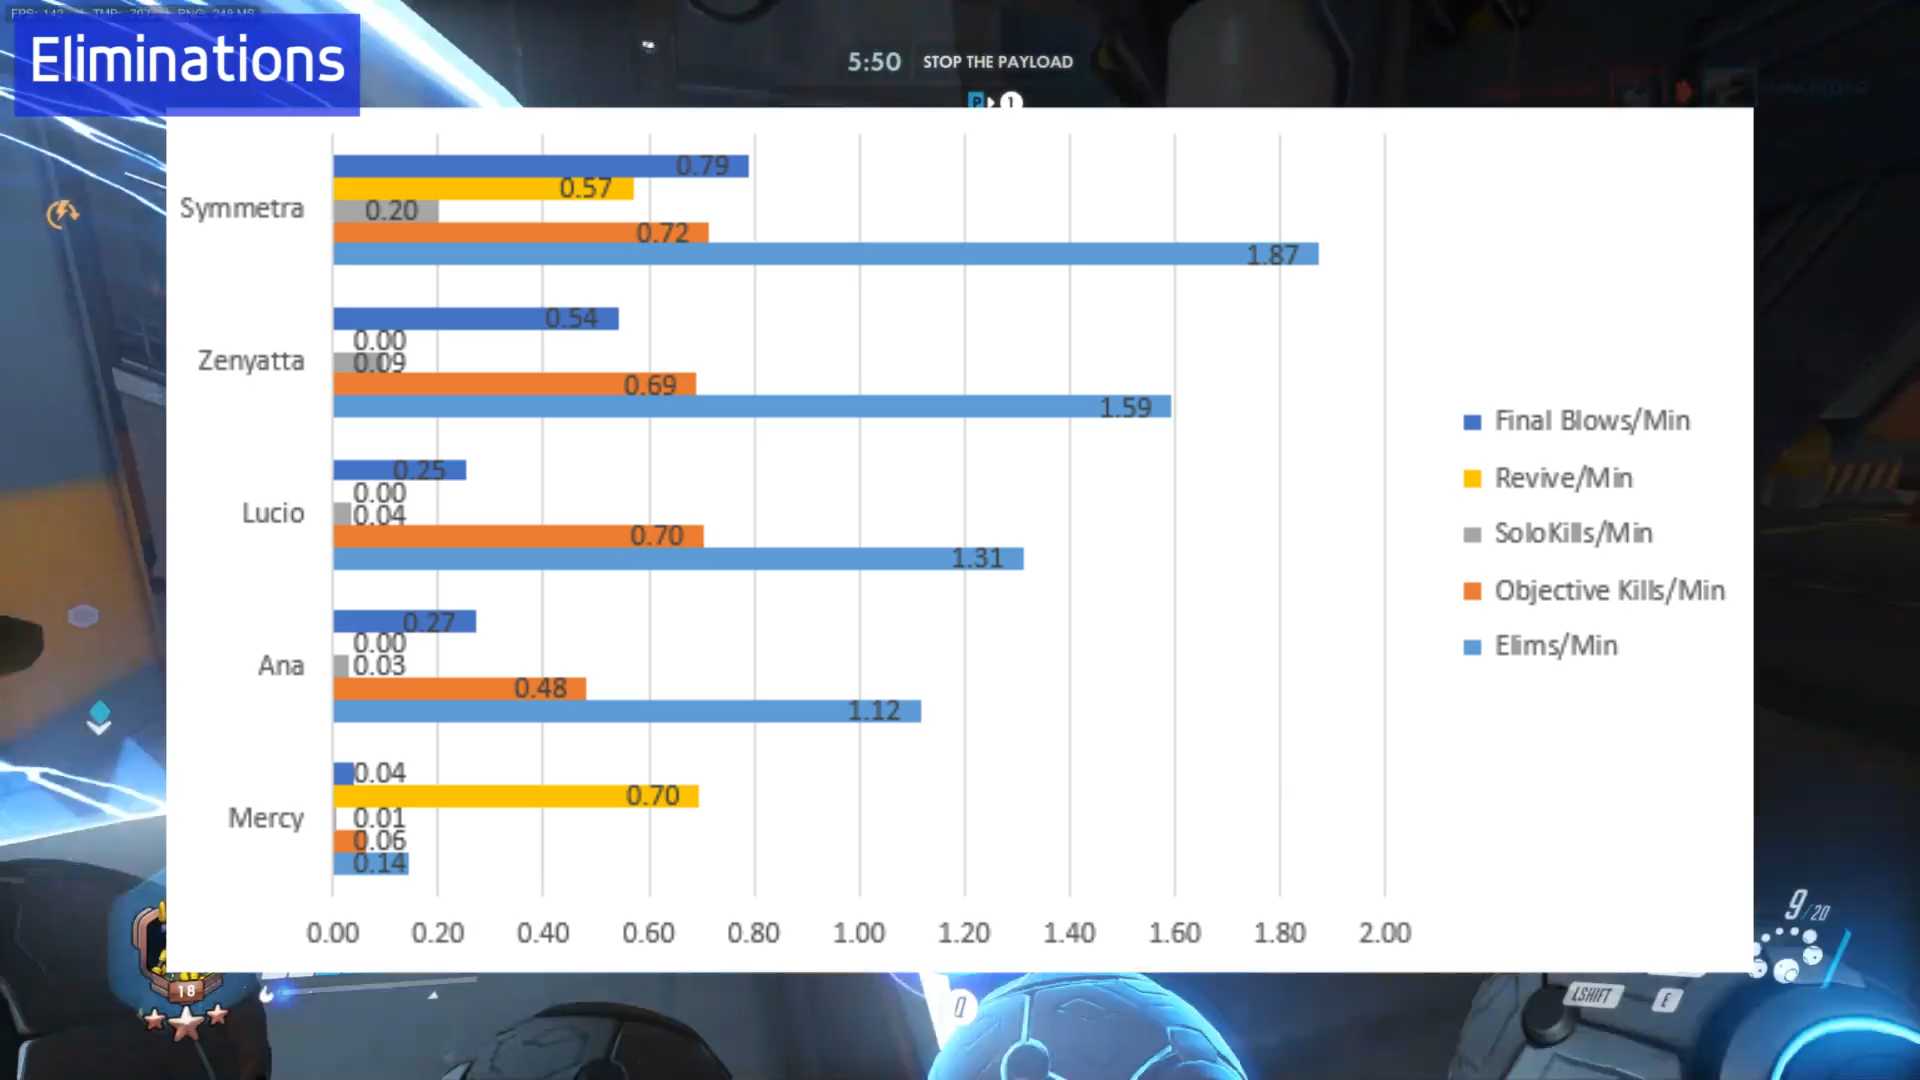 Eliminations
5:50 STOP THE PAYLOAD
P 1
Symmetra
0.79
0.57
0.20
0.72
1.87
Zenyatta
0.54
0.00
0.09
0.69
1.59
Lucio
0.25
0.00
0.04
0.70
1.31
Ana
0.27
0.00
0.03
0.48
1.12
Mercy
0.04
0.70
0.01
0.06
0.14
0.00 0.20 0.40 0.60 0.80 1.00 1.20 1.40 1.60 1.80 2.00
Final Blows/Min
Revive/Min
SoloKills/Min
Objective Kills/Min
Elims/Min
18
9/20
Q
LSHIFT E